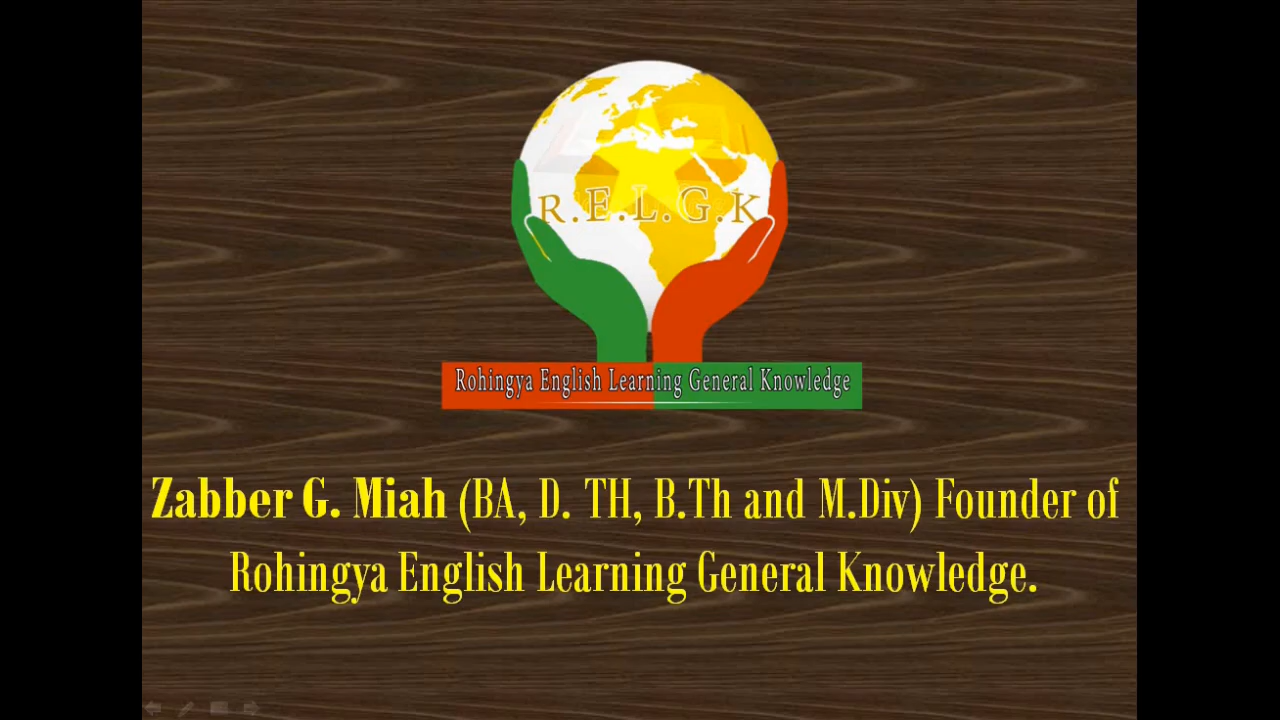 R.E.L.G.K
Rohingya English Learning General Knowledge
Zabber G. Miah (BA, D. TH, B.Th and M.Div) Founder of
Rohingya English Learning General Knowledge.